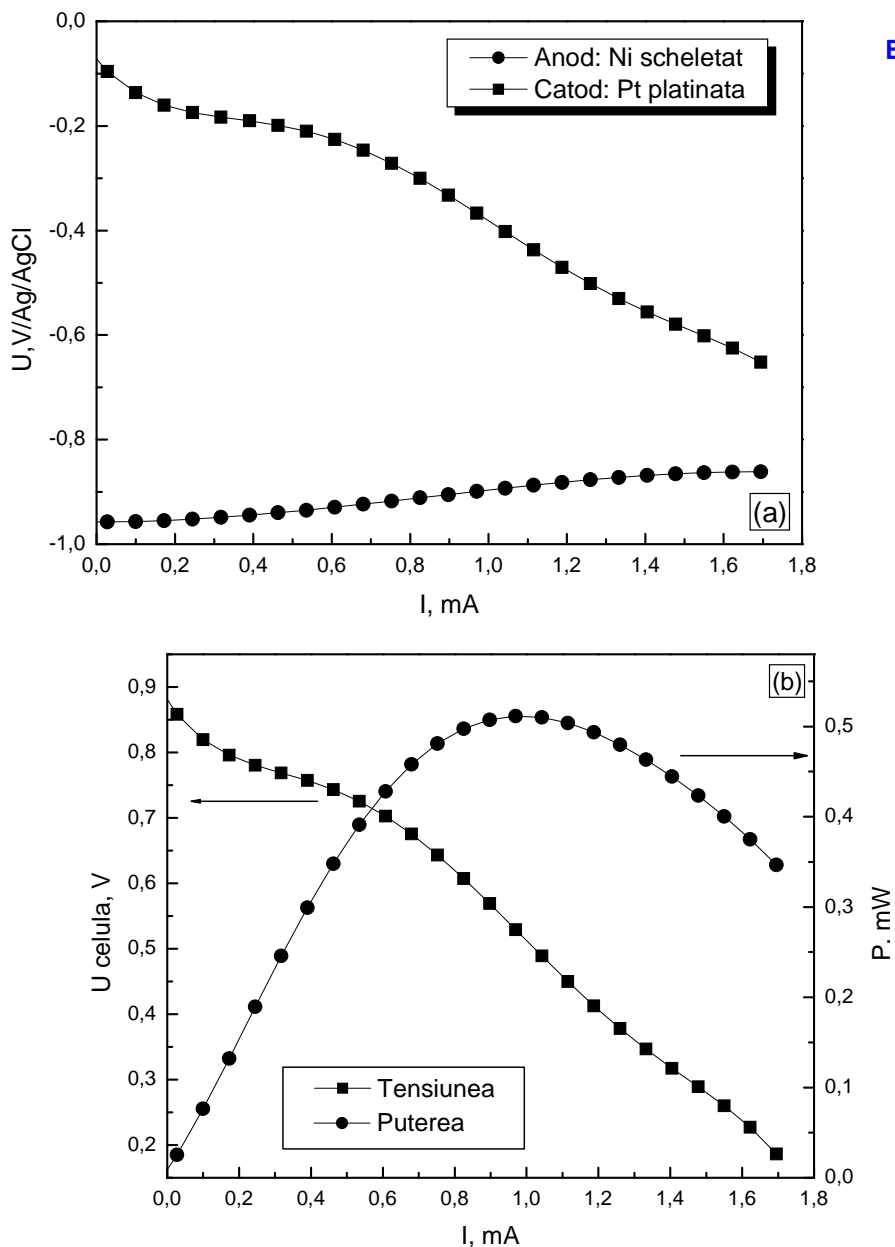 E
Anod: Ni scheletat
Catod: Pt platinata
U,V/Ag/AgCl
0,0
-0,2
-0,4
-0,6
-0,8
-1,0
(a)
0,0 0,2 0,4 0,6 0,8 1,0 1,2 1,4 1,6 1,8
I, mA
(b)
U celula, V
0,9
0,8
0,7
0,6
0,5
0,4
0,3
0,2
Tensiunea
Puterea
0,5
0,4
0,3
0,2
0,1
0,0
P. mW
0,0 0,2 0,4 0,6 0,8 1,0 1,2 1,4 1,6 1,8
I, mA